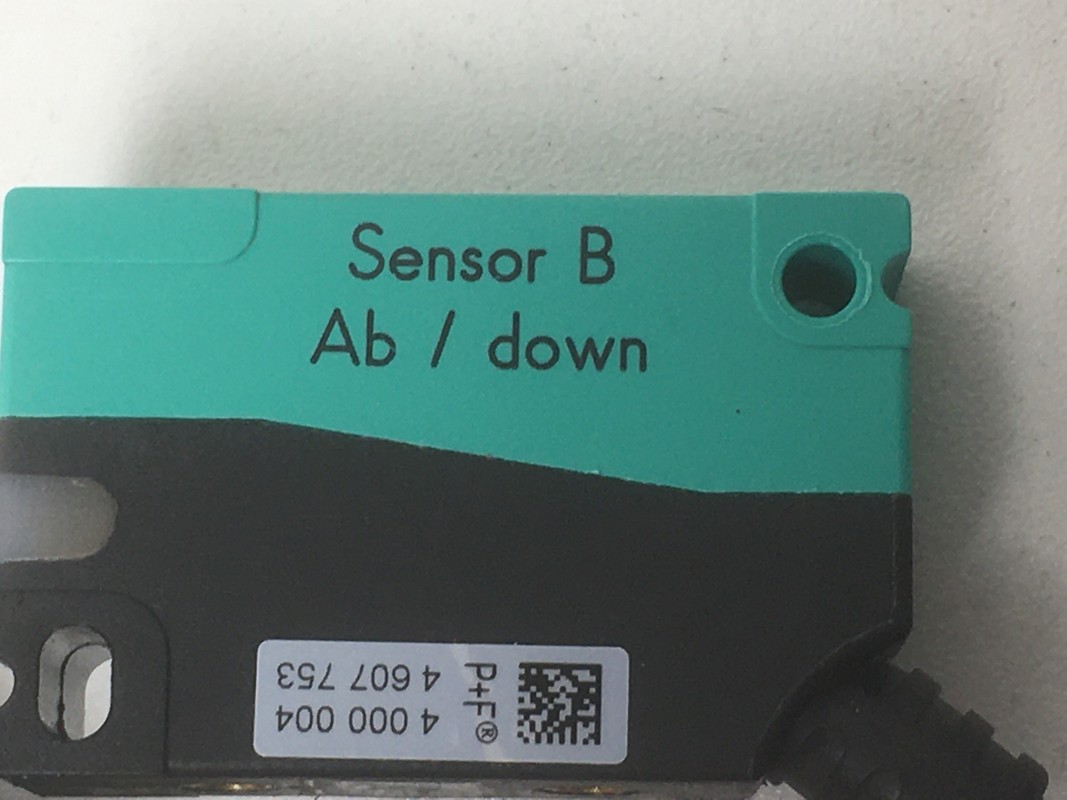 Sensor B
Ab / down
P+F®
4 000 004
4 607 753